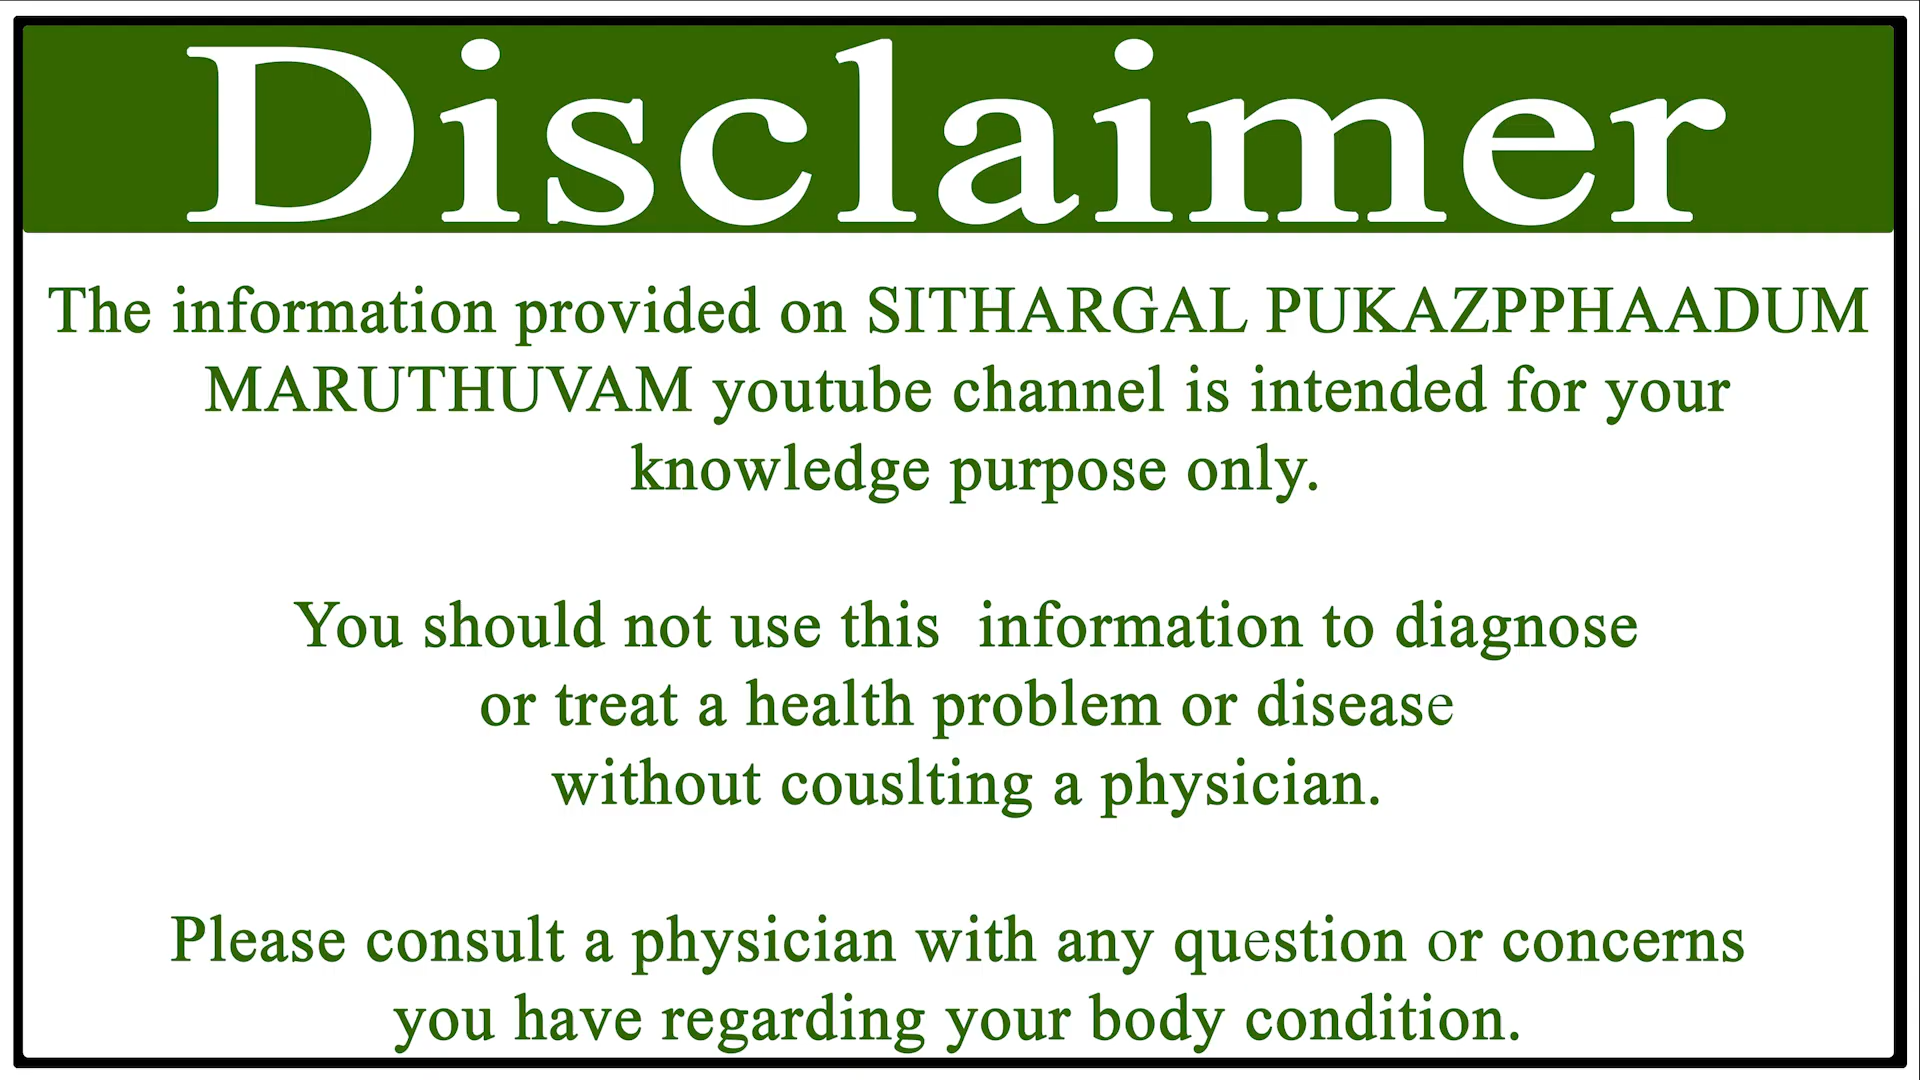 Disclaimer
The information provided on SITHARGAL PUKAZPPHAADUM
MARUTHUVAM youtube channel is intended for your
knowledge purpose only.
You should not use this  information to diagnose
or treat a health problem or disease
without couslting a physician.
Please consult a physician with any question or concerns
you have regarding your body condition.